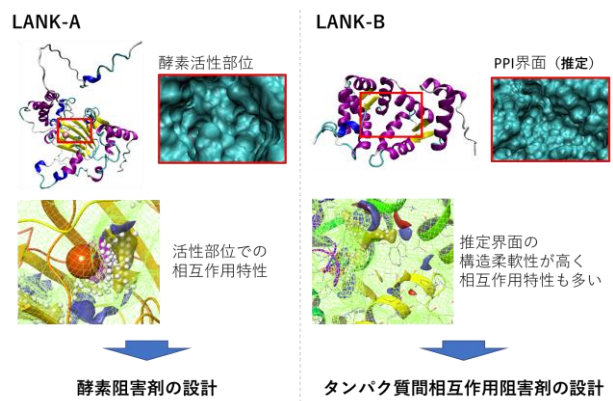 LANK-A
酵素活性部位
活性部位での
相互作用特性
酵素阻害剤の設計
LANK-B
PPI界面（推定）
推定界面の
構造柔軟性が高く
相互作用特性も多い
タンパク質間相互作用阻害剤の設計